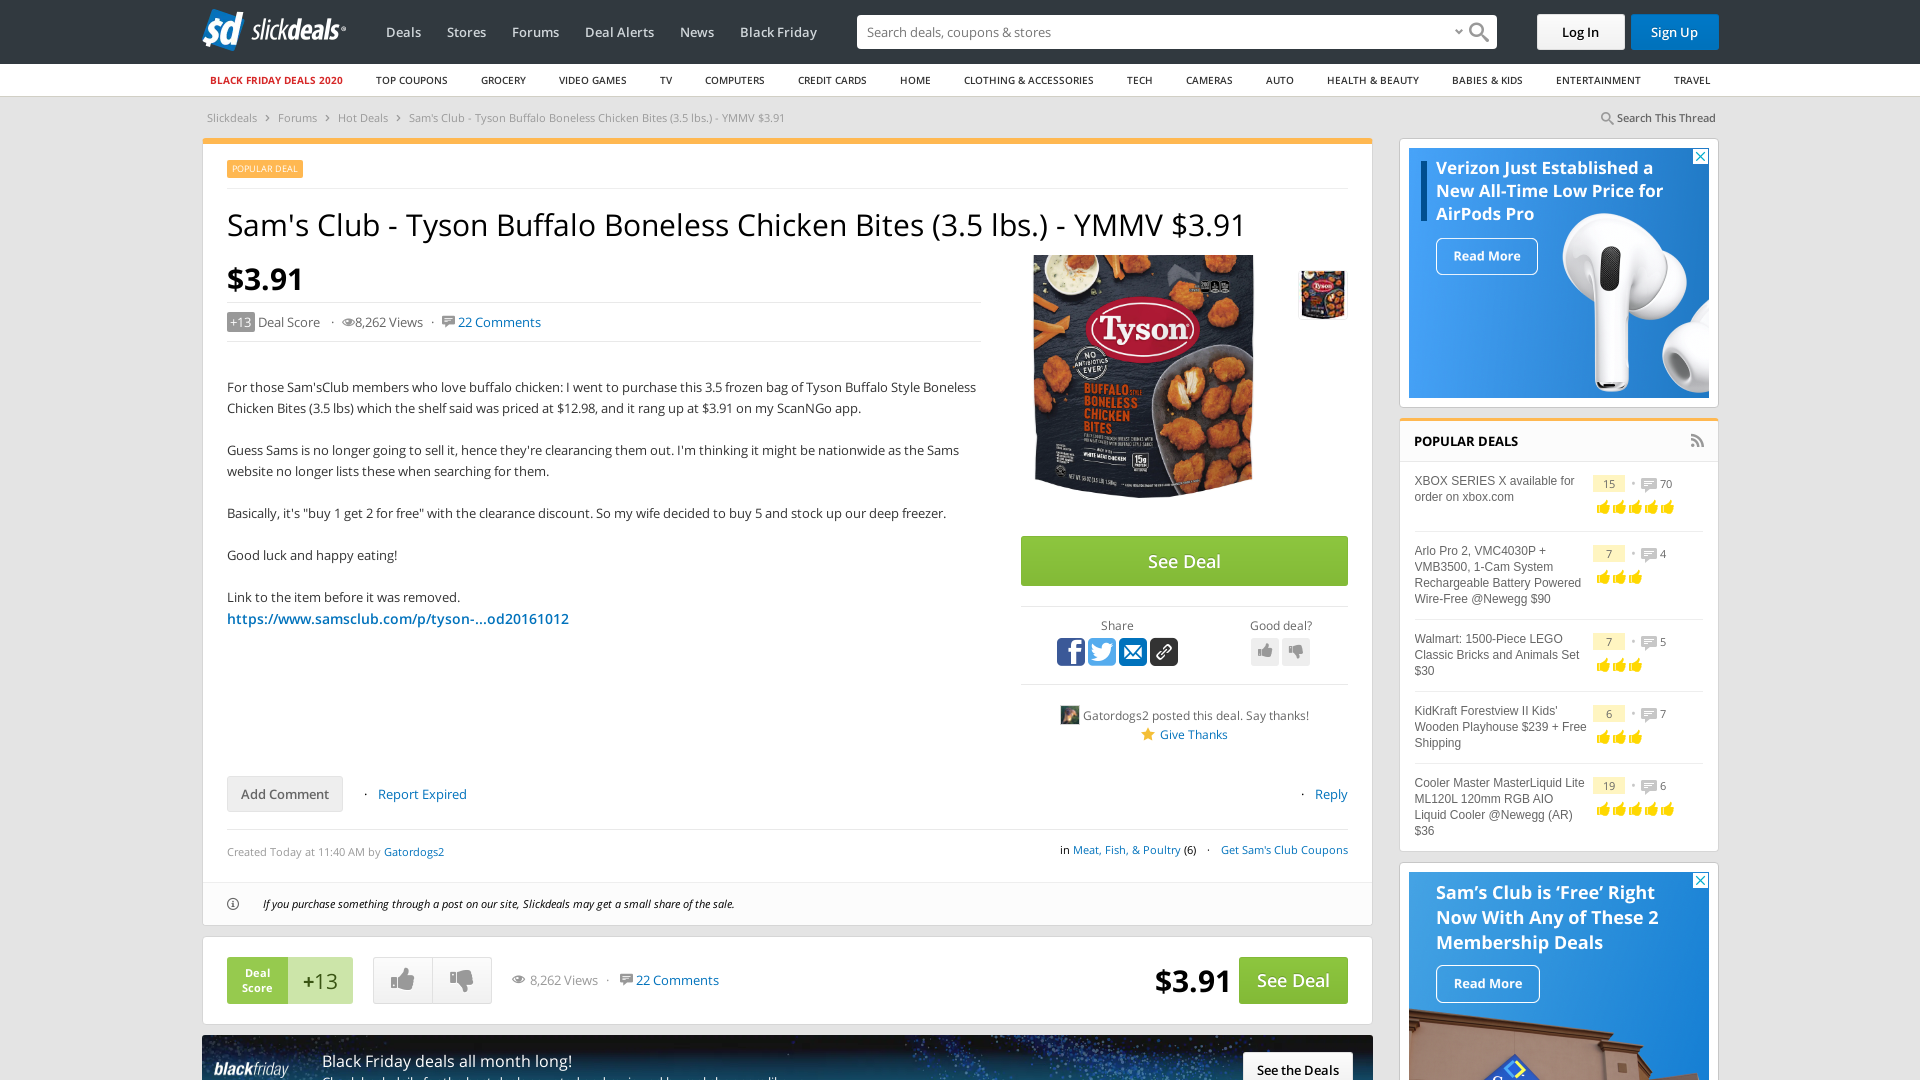 sd slickdeals
Deals Stores Forums Deal Alerts News Black Friday
Search deals, coupons & stores
Log In Sign Up
BLACK FRIDAY DEALS 2020 TOP COUPONS GROCERY VIDEO GAMES TV COMPUTERS CREDIT CARDS HOME CLOTHING & ACCESSORIES TECH CAMERAS AUTO HEALTH & BEAUTY BABIES & KIDS ENTERTAINMENT TRAVEL
Slickdeals › Forums › Hot Deals › Sam's Club - Tyson Buffalo Boneless Chicken Bites (3.5 lbs.) - YMMV $3.91
Search This Thread
POPULAR DEAL
Sam's Club - Tyson Buffalo Boneless Chicken Bites (3.5 lbs.) - YMMV $3.91
$3.91
+13 Deal Score · 8,262 Views · 22 Comments
For those Sam'sClub members who love buffalo chicken: I went to purchase this 3.5 frozen bag of Tyson Buffalo Style Boneless
Chicken Bites (3.5 lbs) which the shelf said was priced at $12.98, and it rang up at $3.91 on my ScanNGo app.
Guess Sams is no longer going to sell it, hence they're clearancing them out. I'm thinking it might be nationwide as the Sams
website no longer lists these when searching for them.
Basically, it's "buy 1 get 2 for free" with the clearance discount. So my wife decided to buy 5 and stock up our deep freezer.
Good luck and happy eating!
Link to the item before it was removed.
https://www.samsclub.com/p/tyson-...od20161012
Tyson
NO
ANTIBIOTICS
EVER
BUFFALO STYLE
BONELESS
CHICKEN
BITES
WHITE MEAT CHICKEN
15g
Tyson
See Deal
Share
Good deal?
Gatordogs2 posted this deal. Say thanks!
Give Thanks
Add Comment · Report Expired
· Reply
Created Today at 11:40 AM by Gatordogs2
in Meat, Fish, & Poultry (6) · Get Sam's Club Coupons
If you purchase something through a post on our site, Slickdeals may get a small share of the sale.
Deal
Score
+13
8,262 Views · 22 Comments
$3.91
See Deal
blackfriday
Black Friday deals all month long!
See the Deals
Verizon Just Established a
New All-Time Low Price for
AirPods Pro
Read More
POPULAR DEALS
XBOX SERIES X available for
order on xbox.com
15 · 70
Arlo Pro 2, VMC4030P +
VMB3500, 1-Cam System
Rechargeable Battery Powered
Wire-Free @Newegg $90
7 · 4
Walmart: 1500-Piece LEGO
Classic Bricks and Animals Set
$30
7 · 5
KidKraft Forestview II Kids'
Wooden Playhouse $239 + Free
Shipping
6 · 7
Cooler Master MasterLiquid Lite
ML120L 120mm RGB AIO
Liquid Cooler @Newegg (AR)
$36
19 · 6
Sam's Club is ‘Free’ Right
Now With Any of These 2
Membership Deals
Read More